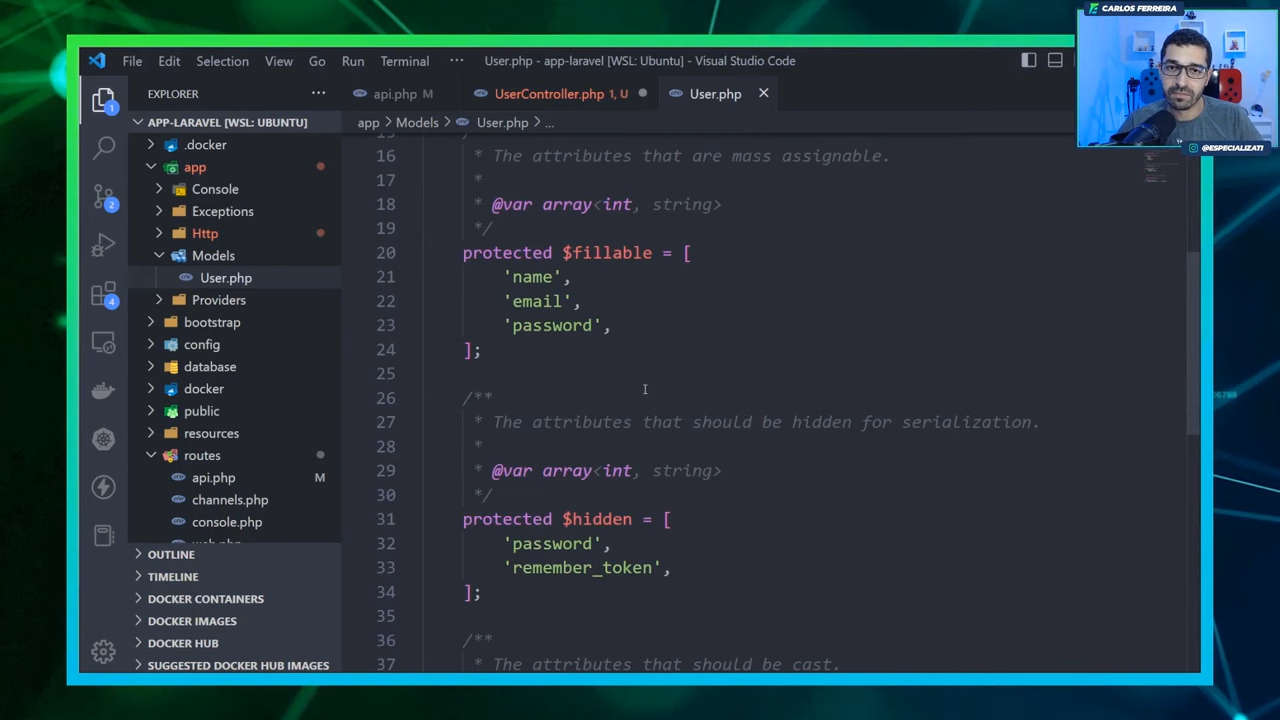 CARLOS FERREIRA
@ESPECIALIZATI
File Edit Selection View Go Run Terminal ··· User.php - app-laravel [WSL: Ubuntu] - Visual Studio Code
EXPLORER ···
api.php M UserController.php 1, U User.php
APP-LARAVEL [WSL: UBUNTU]
app > Models > User.php > ...
.docker
app
Console
Exceptions
Http
Models
User.php
Providers
bootstrap
config
database
docker
public
resources
routes
api.php M
channels.php
console.php
OUTLINE
TIMELINE
DOCKER CONTAINERS
DOCKER IMAGES
DOCKER HUB
SUGGESTED DOCKER HUB IMAGES
1
2
4
16 * The attributes that are mass assignable.
17 *
18 * @var array<int, string>
19 */
20 protected $fillable = [
21 'name',
22 'email',
23 'password',
24 ];
25
26 /**
27 * The attributes that should be hidden for serialization.
28 *
29 * @var array<int, string>
30 */
31 protected $hidden = [
32 'password',
33 'remember_token',
34 ];
35
36 /**
37 * The attributes that should be cast.